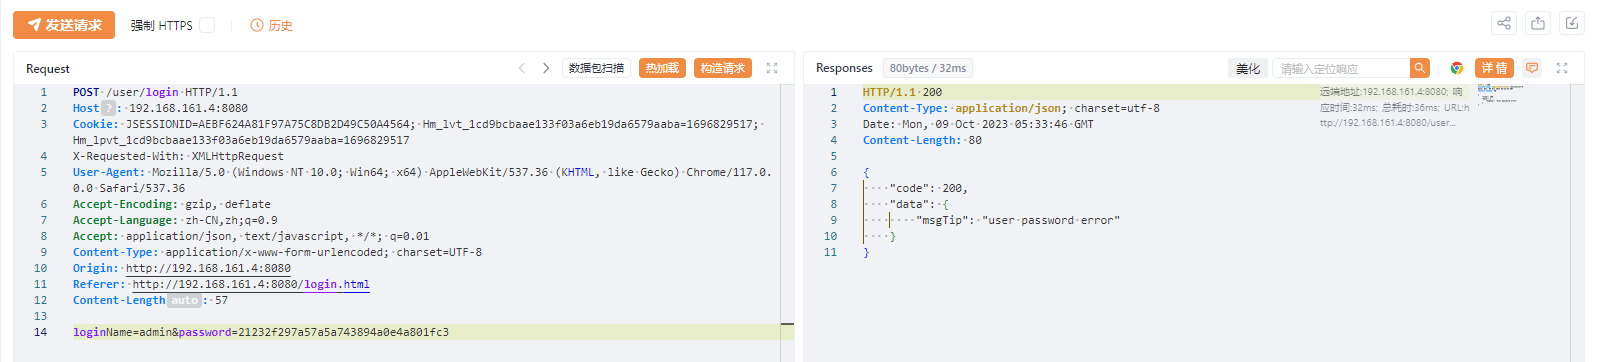 发送请求 强制 HTTPS 历史
Request 数据包扫描 热加载 构造请求
1 POST /user/login HTTP/1.1
2 Host ? : 192.168.161.4:8080
3 Cookie: JSESSIONID=AEBF624A81F97A75C8DB2D49C50A4564; Hm_lvt_1cd9bcbaae133f03a6eb19da6579aaba=1696829517;
Hm_lpvt_1cd9bcbaae133f03a6eb19da6579aaba=1696829517
4 X-Requested-With: XMLHttpRequest
5 User-Agent: Mozilla/5.0 (Windows NT 10.0; Win64; x64) AppleWebKit/537.36 (KHTML, like Gecko) Chrome/117.0.
0.0 Safari/537.36
6 Accept-Encoding: gzip, deflate
7 Accept-Language: zh-CN,zh;q=0.9
8 Accept: application/json, text/javascript, */*; q=0.01
9 Content-Type: application/x-www-form-urlencoded; charset=UTF-8
10 Origin: http://192.168.161.4:8080
11 Referer: http://192.168.161.4:8080/login.html
12 Content-Length auto : 57
13
14 loginName=admin&password=21232f297a57a5a743894a0e4a801fc3
Responses 80bytes / 32ms 美化 请输入定位响应 详情
1 HTTP/1.1 200
2 Content-Type: application/json; charset=utf-8
3 Date: Mon, 09 Oct 2023 05:33:46 GMT
4 Content-Length: 80
5
6 {
7 "code": 200,
8 "data": {
9 "msgTip": "user password error"
10 }
11 }
远端地址:192.168.161.4:8080; 响
应时间:32ms; 总耗时:36ms; URL:h
ttp://192.168.161.4:8080/user...